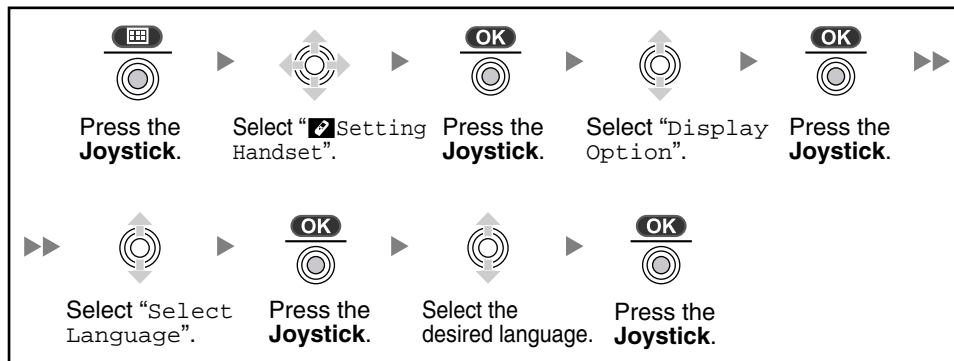 OK
OK
Press the
Joystick.
Select “Setting
Handset”.
Press the
Joystick.
Select “Display
Option”.
Press the
Joystick.
OK
OK
Select “Select
Language”.
Press the
Joystick.
Select the
desired language.
Press the
Joystick.